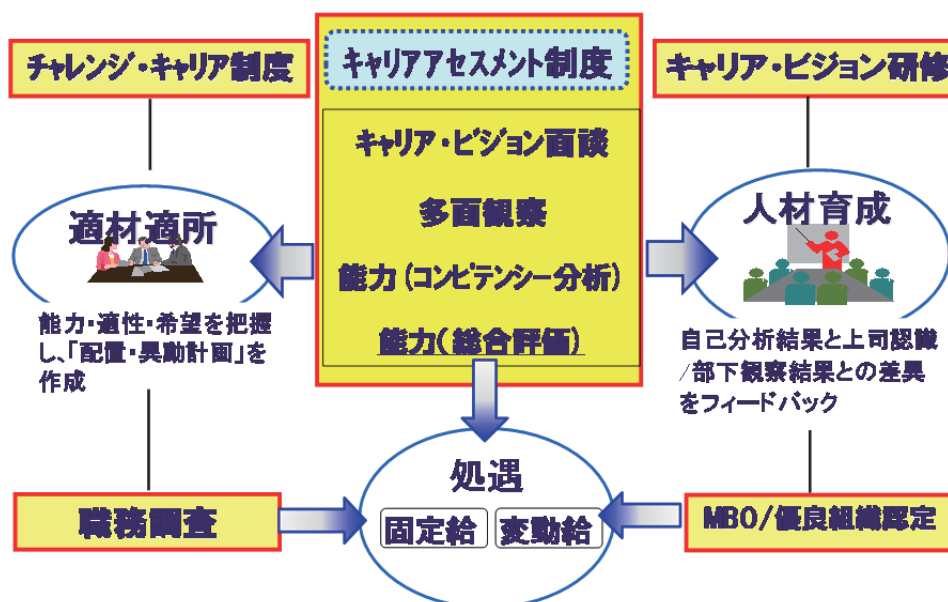 チャレンジ・キャリア制度
キャリアアセスメント制度
キャリア・ビジョン研修
キャリア・ビジョン面談
多面観察
能力(コンピテンシー分析)
能力(総合評価)
適材適所
能力・適性・希望を把握
し、「配置・異動計画」を
作成
人材育成
自己分析結果と上司認識
/部下観察結果との差異
をフィードバック
処遇
固定給
変動給
職務調査
MBO/優良組織認定